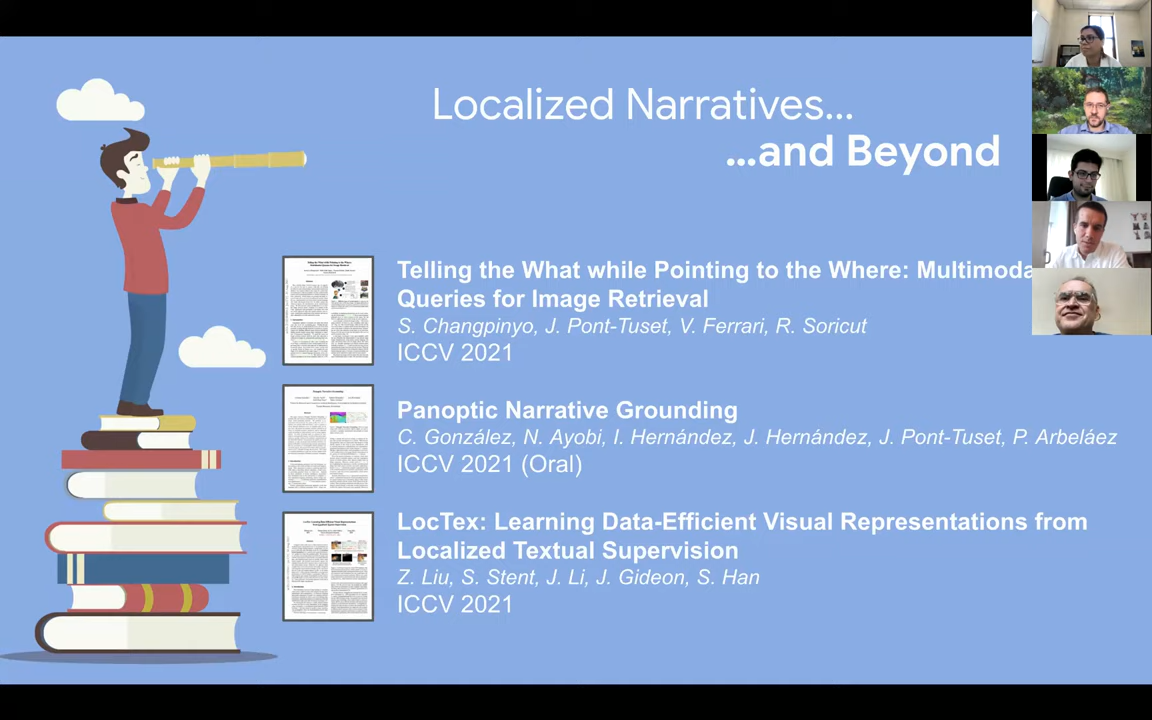 Localized Narratives...
...and Beyond
Telling the What while Pointing to the Where:
Queries for Image Retrieval
S. Changpinyo, J. Pont-Tuset, V. Ferrari, R. Soricut
ICCV 2021
Panoptic Narrative Grounding
C. González, N. Ayobi, I. Hernández, J. Hernández, J. Pont-Tuset, P. Arbeláez
ICCV 2021 (Oral)
LocTex: Learning Data-Efficient Visual Representations from
Localized Textual Supervision
Z. Liu, S. Stent, J. Li, J. Gideon, S. Han
ICCV 2021